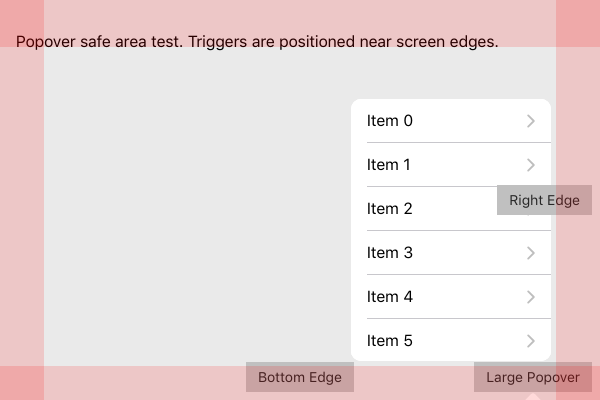 Popover safe area test. Triggers are positioned near screen edges.
Item 0
Item 1
Right Edge
Item 2
Item 3
Item 4
Item 5
Bottom Edge
Large Popover